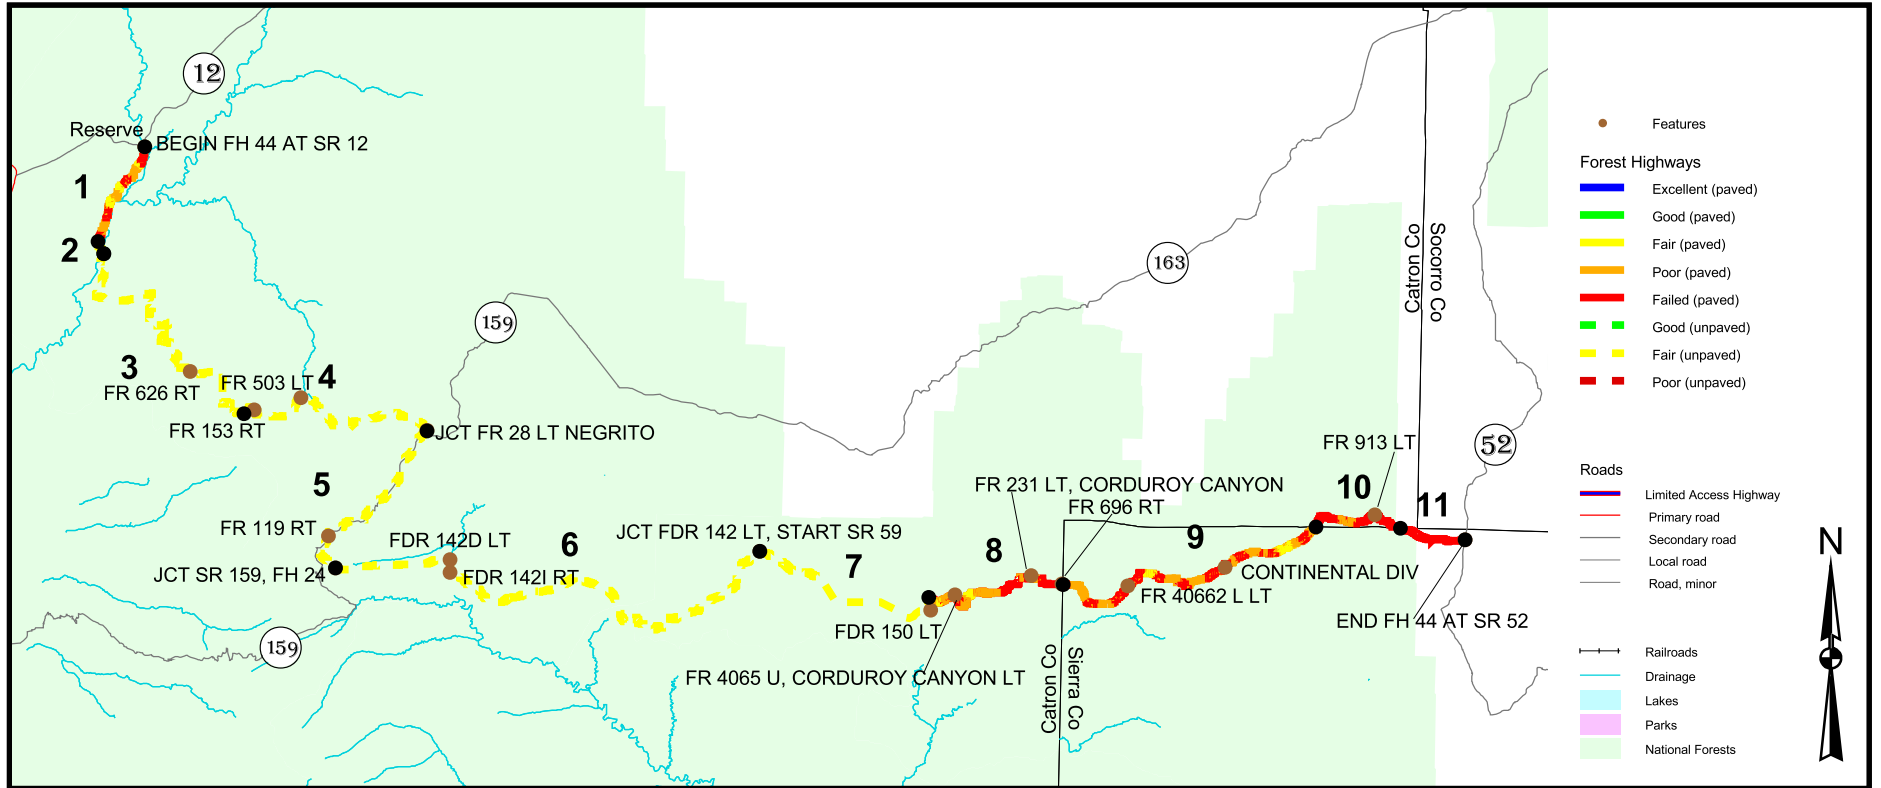 12
Reserve
BEGIN FH 44 AT SR 12
1
2
3
FR 626 RT
FR 503 LT
4
FR 153 RT
JCT FR 28 LT NEGRITO
159
163
5
FR 119 RT
JCT SR 159, FH 24
FDR 142D LT
FDR 142I RT
6
JCT FDR 142 LT, START SR 59
7
159
FDR 150 LT
FR 4065 U, CORDUROY CANYON LT
8
FR 231 LT, CORDUROY CANYON
FR 696 RT
9
CONTINENTAL DIV
FR 40662 L LT
10
FR 913 LT
11
52
END FH 44 AT SR 52
Catron Co
Socorro Co
Catron Co
Sierra Co
Features
Forest Highways
Excellent (paved)
Good (paved)
Fair (paved)
Poor (paved)
Failed (paved)
Good (unpaved)
Fair (unpaved)
Poor (unpaved)
Roads
Limited Access Highway
Primary road
Secondary road
Local road
Road, minor
Railroads
Drainage
Lakes
Parks
National Forests
N